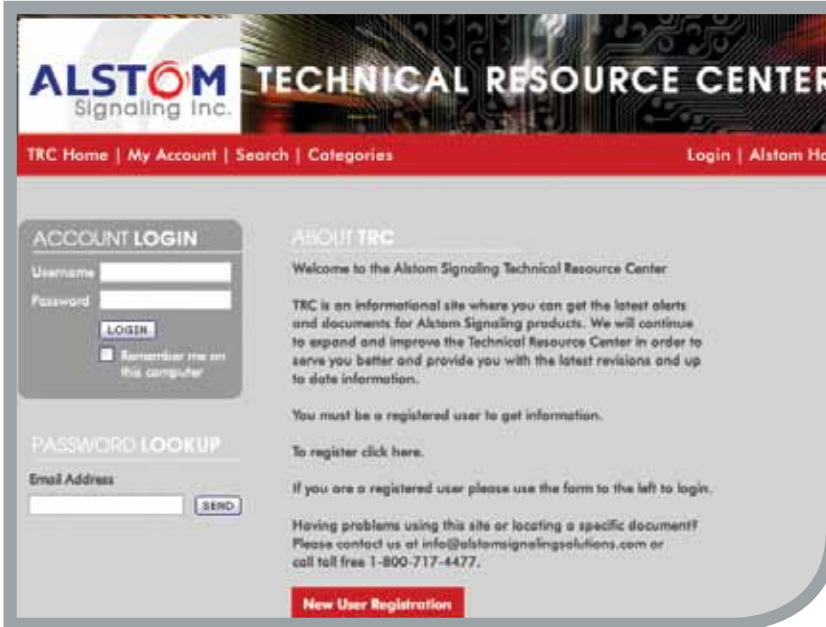 ALSTOM
Signaling Inc.
TECHNICAL RESOURCE CENTER
TRC Home | My Account | Search | Categories
Login | Alstom Ho
ACCOUNT LOGIN
Username
Password
LOGIN
Remember me on
this computer
PASSWORD LOOKUP
Email Address
SEND
ABOUT TRC
Welcome to the Alstom Signaling Technical Resource Center
TRC is an informational site where you can get the latest alerts
and documents for Alstom Signaling products. We will continue
to expand and improve the Technical Resource Center in order to
serve you better and provide you with the latest revisions and up
to date information.
You must be a registered user to get information.
To register click here.
If you are a registered user please use the form to the left to login.
Having problems using this site or locating a specific document?
Please contact us at info@alstomsignalingsolutions.com or
call toll free 1-800-717-4477.
New User Registration